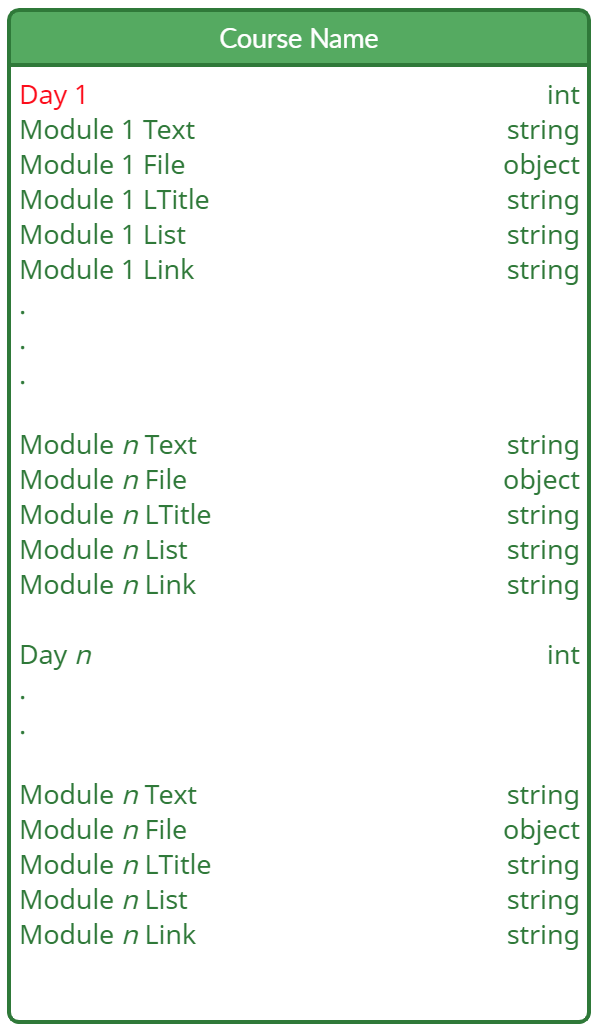 Course Name
Day 1 int
Module 1 Text string
Module 1 File object
Module 1 LTitle string
Module 1 List string
Module 1 Link string
.
.
.
Module n Text string
Module n File object
Module n LTitle string
Module n List string
Module n Link string
Day n int
.
.
Module n Text string
Module n File object
Module n LTitle string
Module n List string
Module n Link string